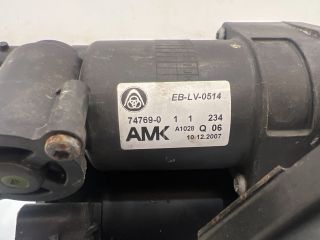 EB-LV-0514
74769-0 1 1 234
AMK A1028 Q 06
10.12.2007